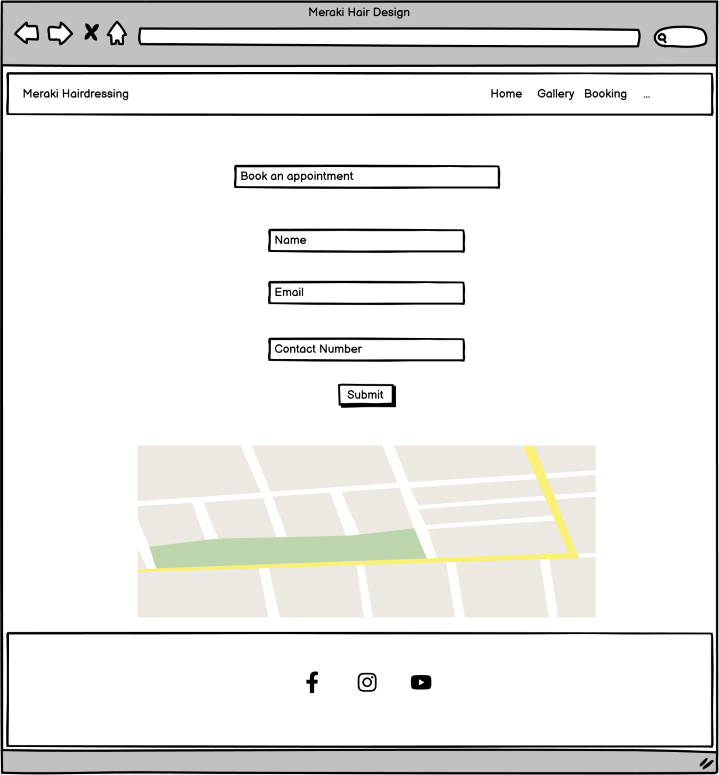 Meraki Hair Design
Meraki Hairdressing Home Gallery Booking ...
Book an appointment
Name
Email
Contact Number
Submit